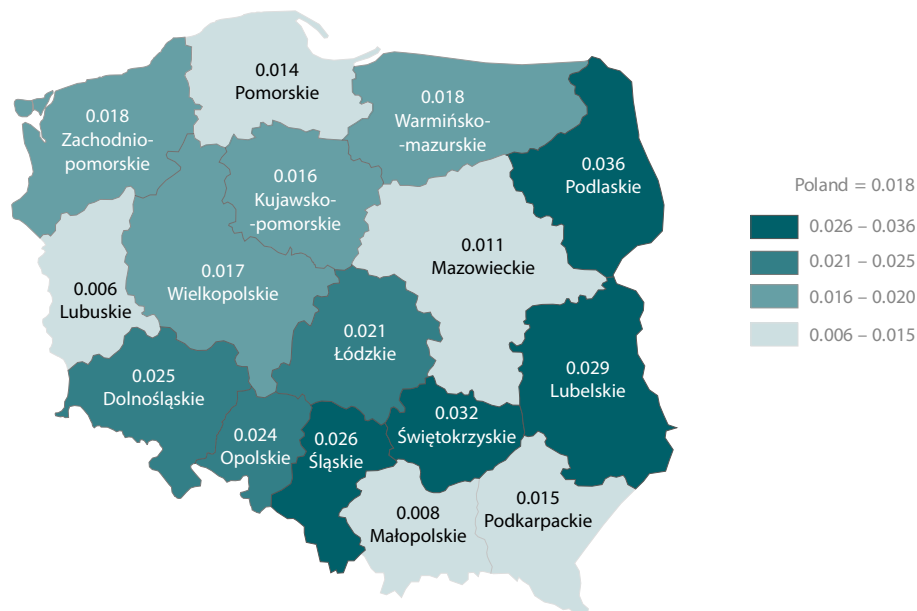 0.014
Pomorskie
0.018
Warmińsko-
-mazurskie
0.018
Zachodnio-
pomorskie
0.036
Podlaskie
0.016
Kujawsko-
-pomorskie
0.011
Mazowieckie
0.017
Wielkopolskie
0.006
Lubuskie
0.021
Łódzkie
0.029
Lubelskie
0.025
Dolnośląskie
0.024
Opolskie
0.026
Śląskie
0.032
Świętokrzyskie
0.008
Małopolskie
0.015
Podkarpackie
Poland = 0.018
0.026 – 0.036
0.021 – 0.025
0.016 – 0.020
0.006 – 0.015